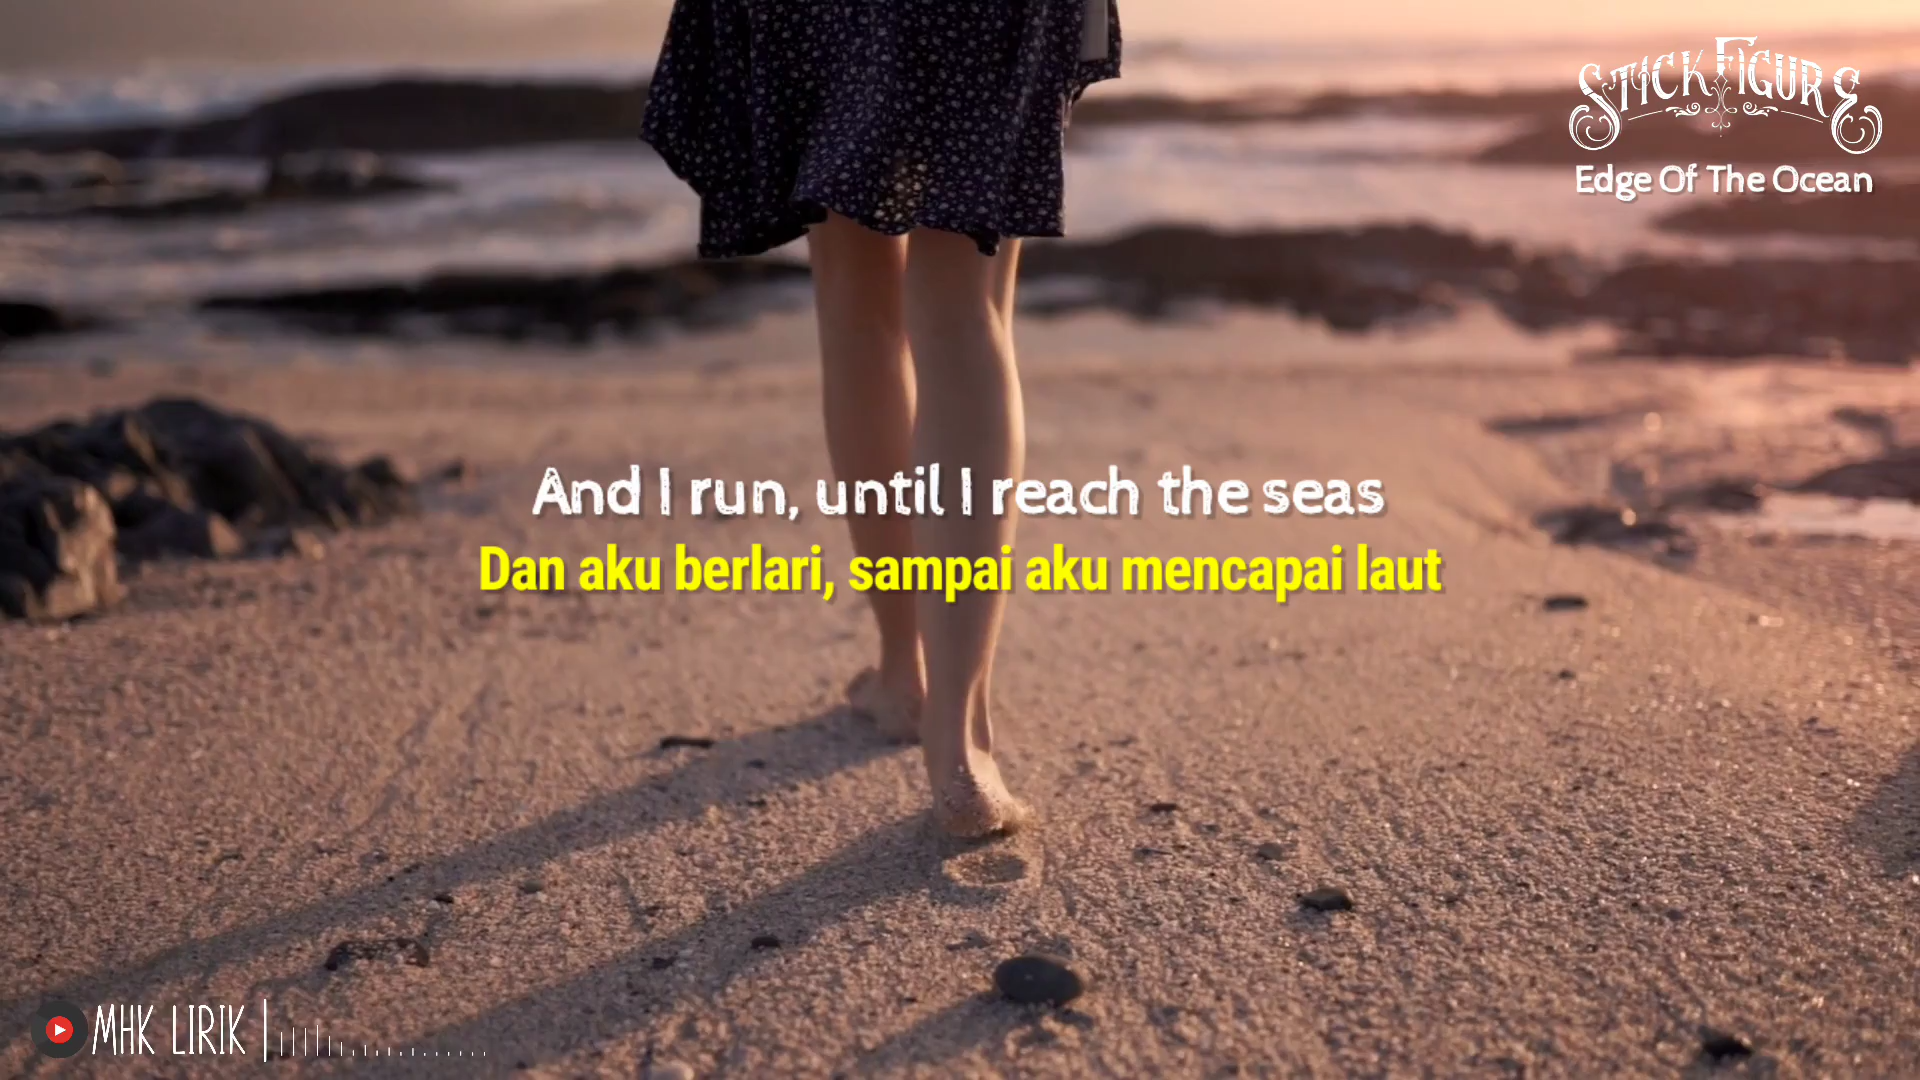 STICK FIGURE
Edge Of The Ocean
And I run, until I reach the seas
Dan aku berlari, sampai aku mencapai laut
MHK LIRIK